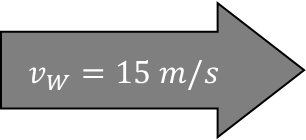 v_W = 15 m/s